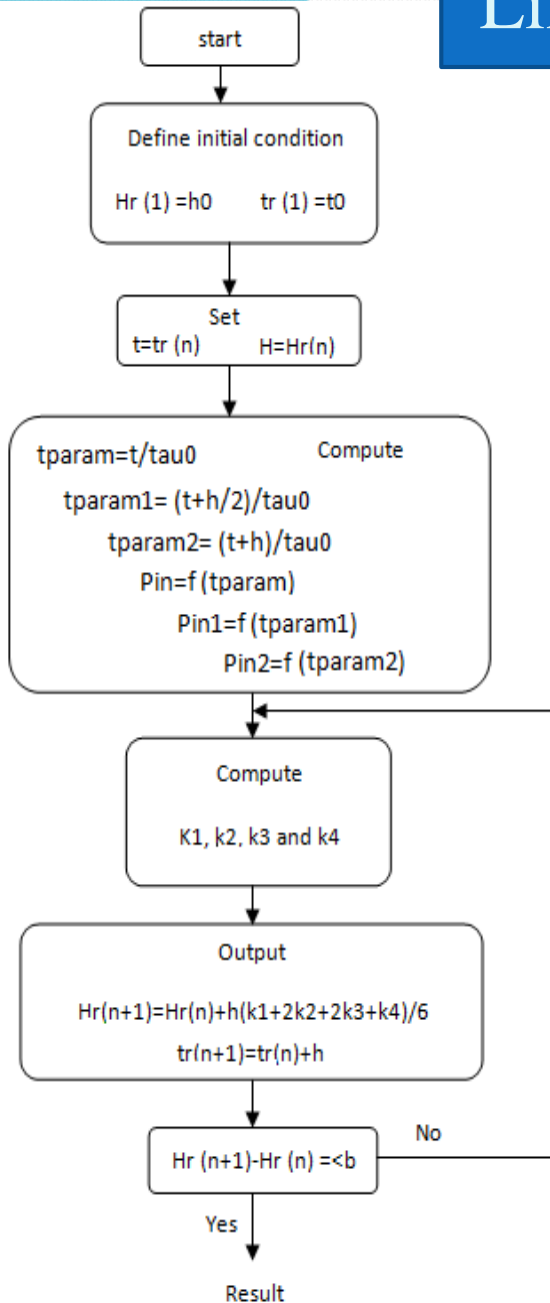 start
Define initial condition
Hr (1) =h0 tr (1) =t0
Set
t=tr (n) H=Hr(n)
tparam=t/tau0 Compute
tparam1= (t+h/2)/tau0
tparam2= (t+h)/tau0
Pin=f (tparam)
Pin1=f (tparam1)
Pin2=f (tparam2)
Compute
K1, k2, k3 and k4
Output
Hr(n+1)=Hr(n)+h(k1+2k2+2k3+k4)/6
tr(n+1)=tr(n)+h
Hr (n+1)-Hr (n) =<b
No
Yes
Result